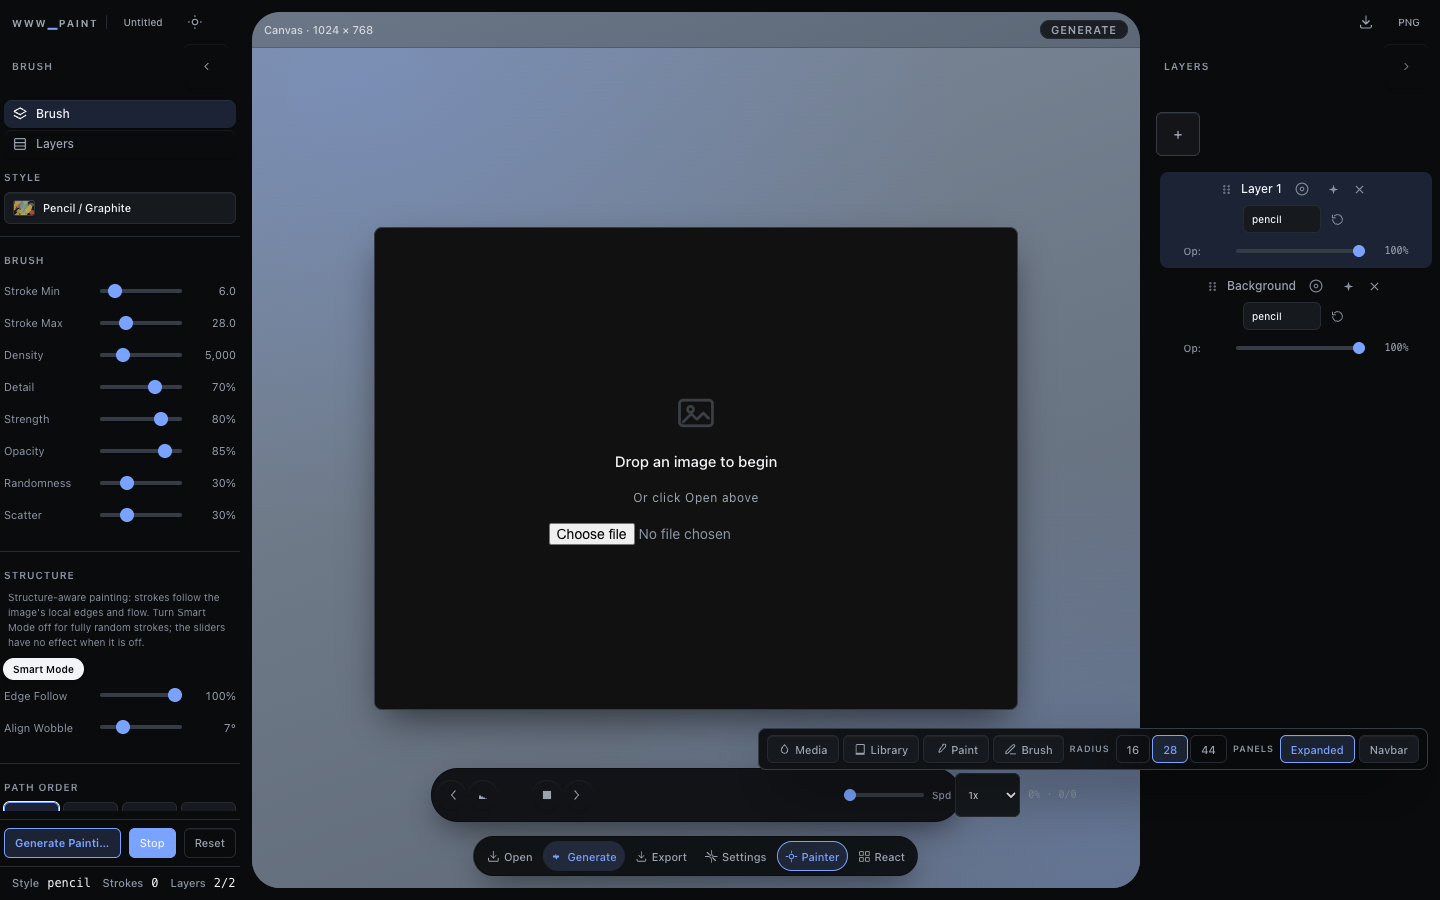 WWW_PAINT
Untitled
PNG
BRUSH
Brush
Layers
STYLE
Pencil / Graphite
BRUSH
Stroke Min 6.0
Stroke Max 28.0
Density 5,000
Detail 70%
Strength 80%
Opacity 85%
Randomness 30%
Scatter 30%
STRUCTURE
Structure-aware painting: strokes follow the
image's local edges and flow. Turn Smart
Mode off for fully random strokes; the sliders
have no effect when it is off.
Smart Mode
Edge Follow 100%
Align Wobble 7°
PATH ORDER
Generate Painti... Stop Reset
Style pencil Strokes 0 Layers 2/2
Canvas · 1024 × 768 GENERATE
Drop an image to begin
Or click Open above
Choose file No file chosen
Media Library Paint Brush RADIUS 16 28 44 PANELS Expanded Navbar
Spd 1x 0% · 0/0
Open Generate Export Settings Painter React
LAYERS
+
Layer 1
pencil
Op: 100%
Background
pencil
Op: 100%